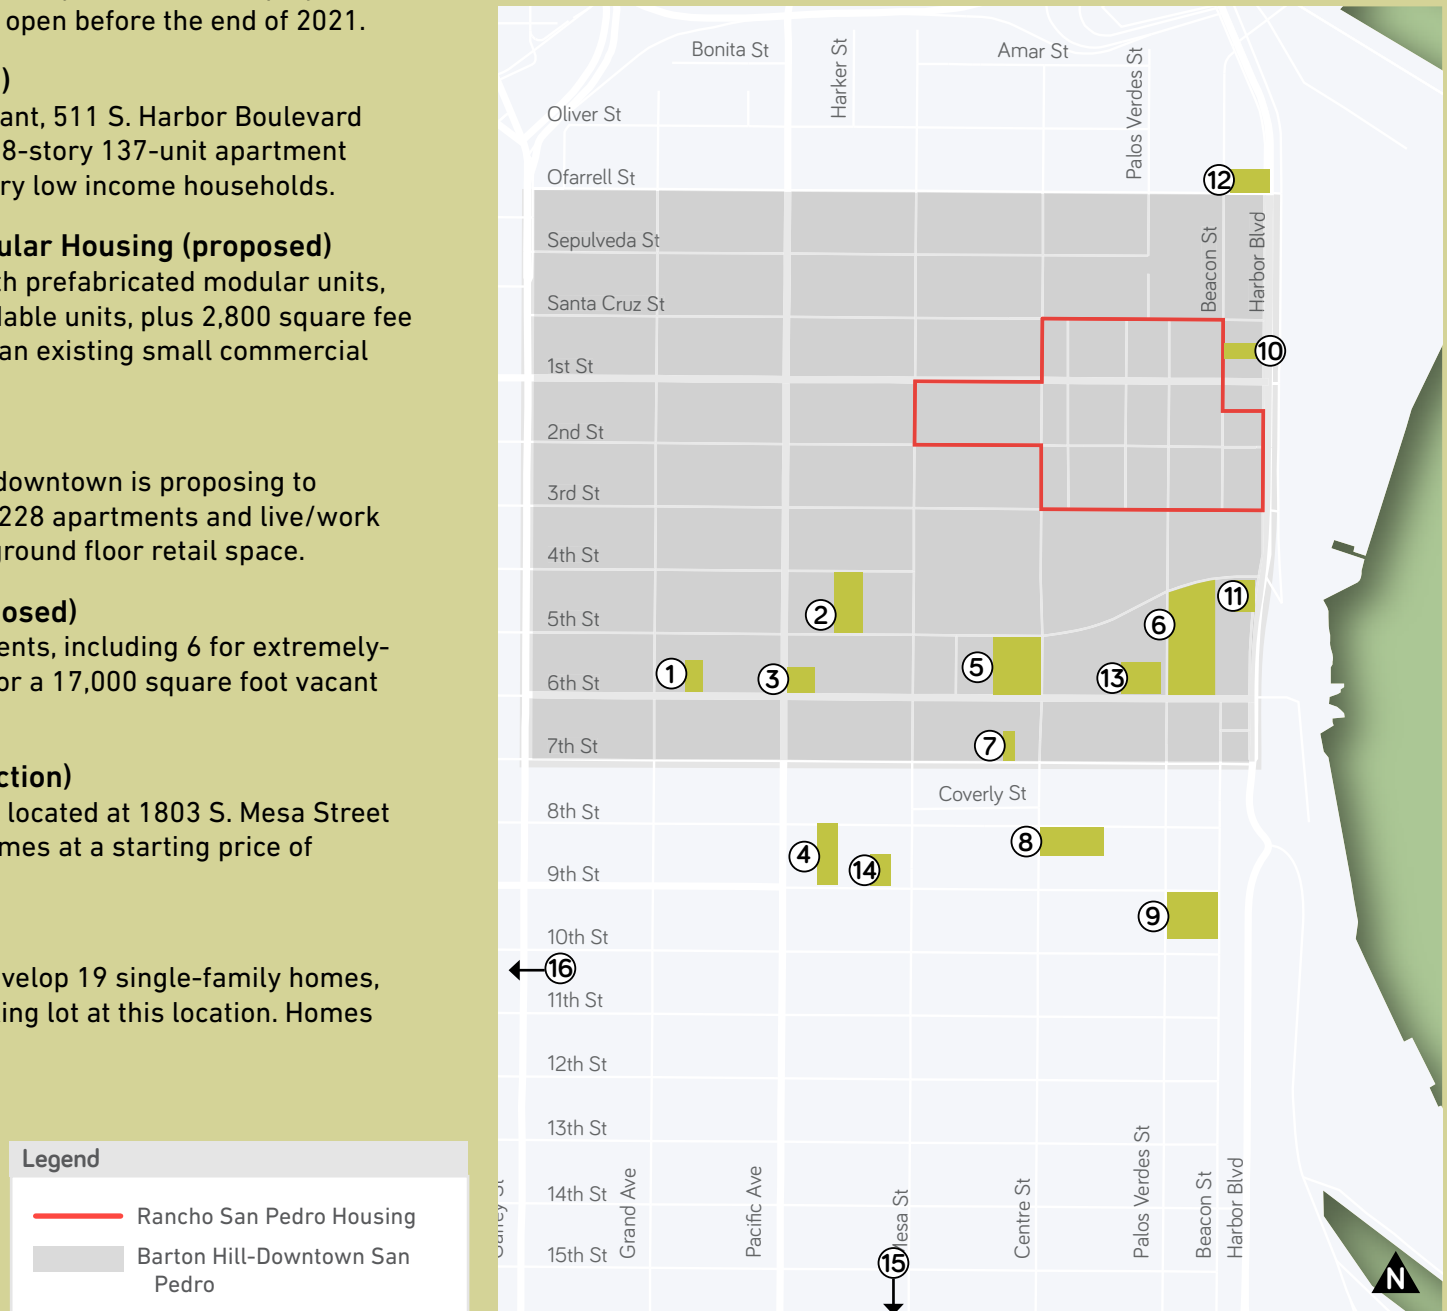 open before the end of 2021.
)
ant, 511 S. Harbor Boulevard
8-story 137-unit apartment
ry low income households.
ular Housing (proposed)
th prefabricated modular units,
lable units, plus 2,800 square fee
an existing small commercial
downtown is proposing to
228 apartments and live/work
ground floor retail space.
osed)
ents, including 6 for extremely-
or a 17,000 square foot vacant
ction)
located at 1803 S. Mesa Street
mes at a starting price of
velop 19 single-family homes,
ting lot at this location. Homes
Legend
Rancho San Pedro Housing
Barton Hill-Downtown San
Pedro
Bonita St
Harker St
Amar St
Palos Verdes St
Oliver St
Ofarrell St
12
Sepulveda St
Beacon St
Harbor Blvd
Santa Cruz St
10
1st St
2nd St
3rd St
4th St
2
11
5th St
6
1
3
5
13
6th St
7
7th St
Coverly St
8th St
4
14
8
9th St
9
10th St
16
11th St
12th St
13th St
14th St
15th St
Grand Ave
Pacific Ave
Mesa St
Centre St
Palos Verdes St
Beacon St
Harbor Blvd
15
N